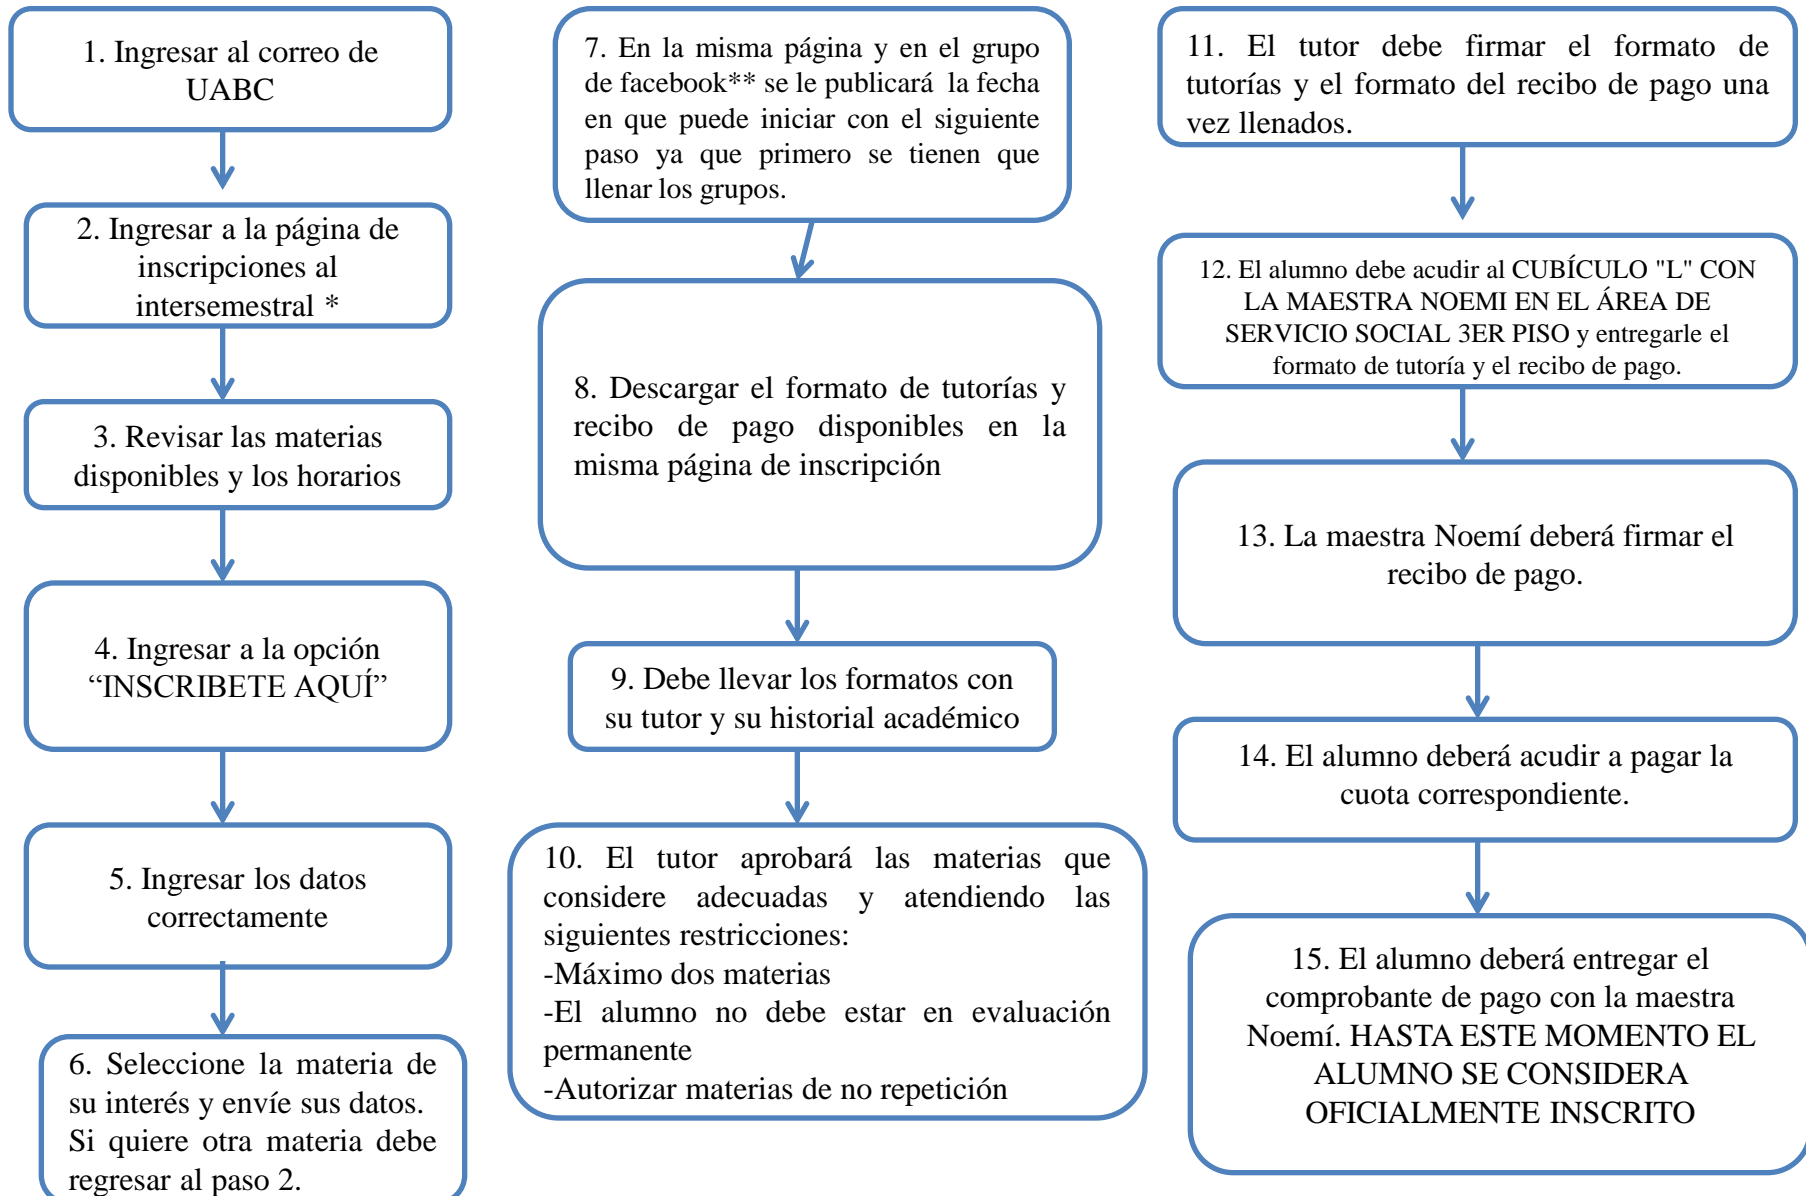 1. Ingresar al correo de
UABC
2. Ingresar a la página de
inscripciones al
intersemestral *
3. Revisar las materias
disponibles y los horarios
4. Ingresar a la opción
“INSCRIBETE AQUÍ”
5. Ingresar los datos
correctamente
6. Seleccione la materia de
su interés y envíe sus datos.
Si quiere otra materia debe
regresar al paso 2.
7. En la misma página y en el grupo
de facebook** se le publicará la fecha
en que puede iniciar con el siguiente
paso ya que primero se tienen que
llenar los grupos.
8. Descargar el formato de tutorías y
recibo de pago disponibles en la
misma página de inscripción
9. Debe llevar los formatos con
su tutor y su historial académico
10. El tutor aprobará las materias que
considere adecuadas y atendiendo las
siguientes restricciones:
-Máximo dos materias
-El alumno no debe estar en evaluación
permanente
-Autorizar materias de no repetición
11. El tutor debe firmar el formato de
tutorías y el formato del recibo de pago una
vez llenados.
12. El alumno debe acudir al CUBÍCULO "L" CON
LA MAESTRA NOEMI EN EL ÁREA DE
SERVICIO SOCIAL 3ER PISO y entregarle el
formato de tutoría y el recibo de pago.
13. La maestra Noemí deberá firmar el
recibo de pago.
14. El alumno deberá acudir a pagar la
cuota correspondiente.
15. El alumno deberá entregar el
comprobante de pago con la maestra
Noemí. HASTA ESTE MOMENTO EL
ALUMNO SE CONSIDERA
OFICIALMENTE INSCRITO